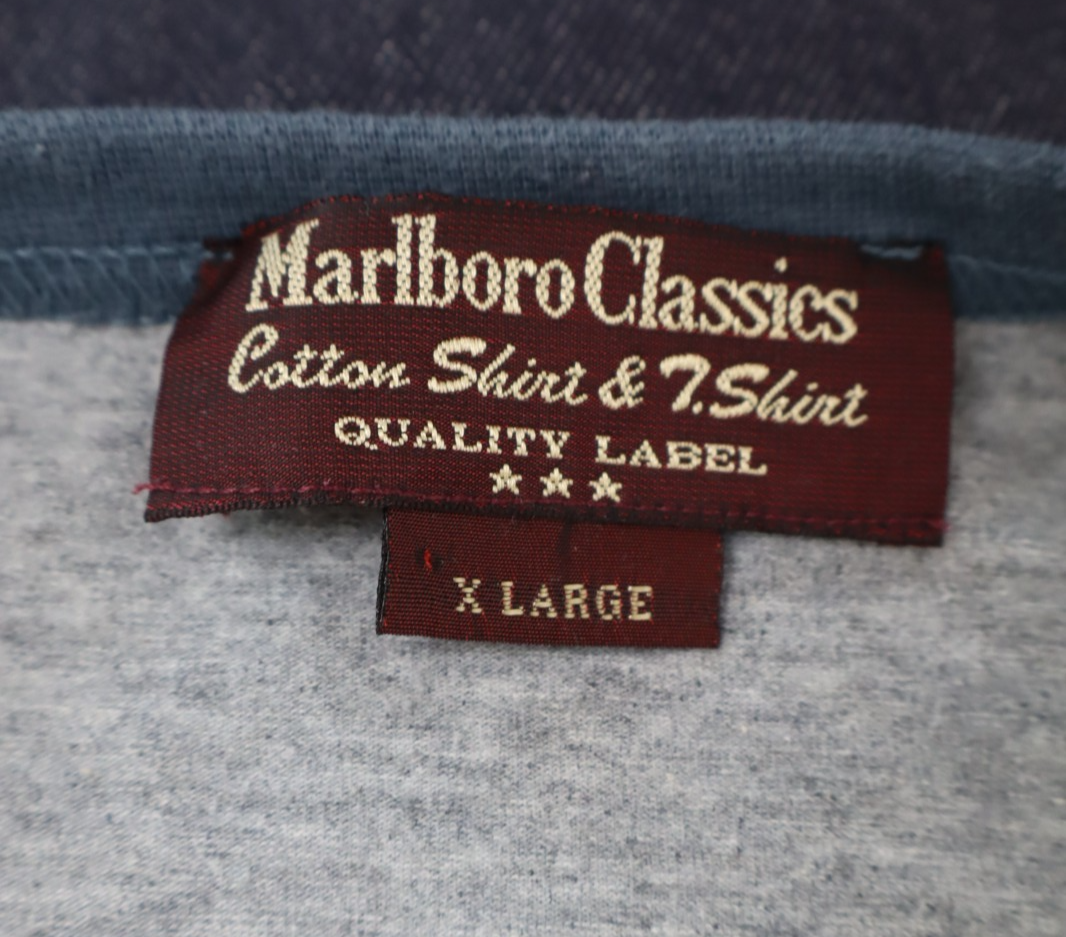 Marlboro Classics
Cotton Shirt & T.Shirt
QUALITY LABEL
X LARGE